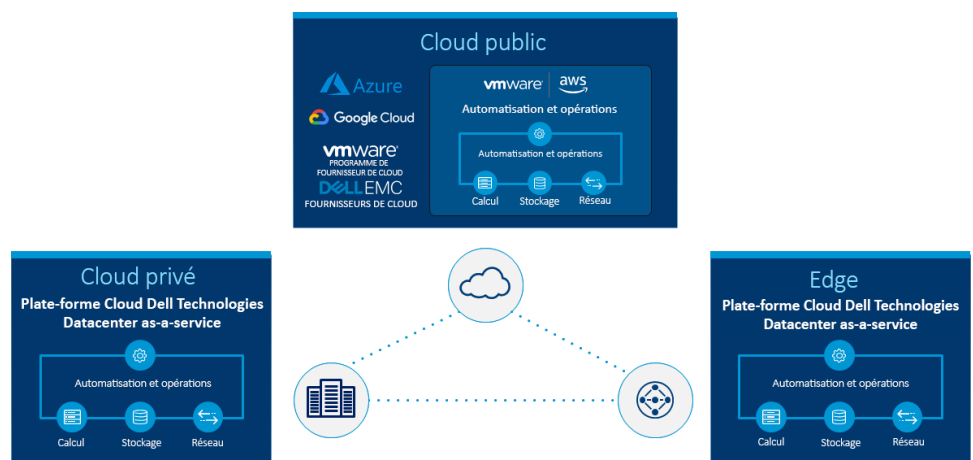 Cloud public
Azure
Google Cloud
vmware
PROGRAMME DE
FOURNISSEUR DE CLOUD
DELLEMC
FOURNISSEURS DE CLOUD
vmware aws
Automatisation et opérations
Automatisation et opérations
Calcul Stockage Réseau
Cloud privé
Plate-forme Cloud Dell Technologies
Datacenter as-a-service
Automatisation et opérations
Calcul Stockage Réseau
Edge
Plate-forme Cloud Dell Technologies
Datacenter as-a-service
Automatisation et opérations
Calcul Stockage Réseau